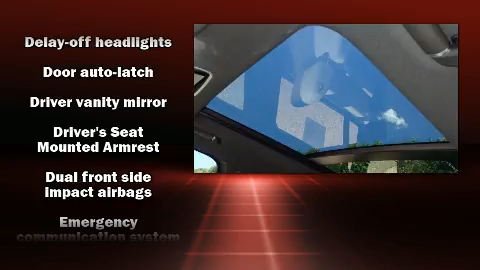 Delay-off headlights
Door auto-latch
Driver vanity mirror
Driver's Seat
Mounted Armrest
Dual front side
impact airbags
Emergency
communication system